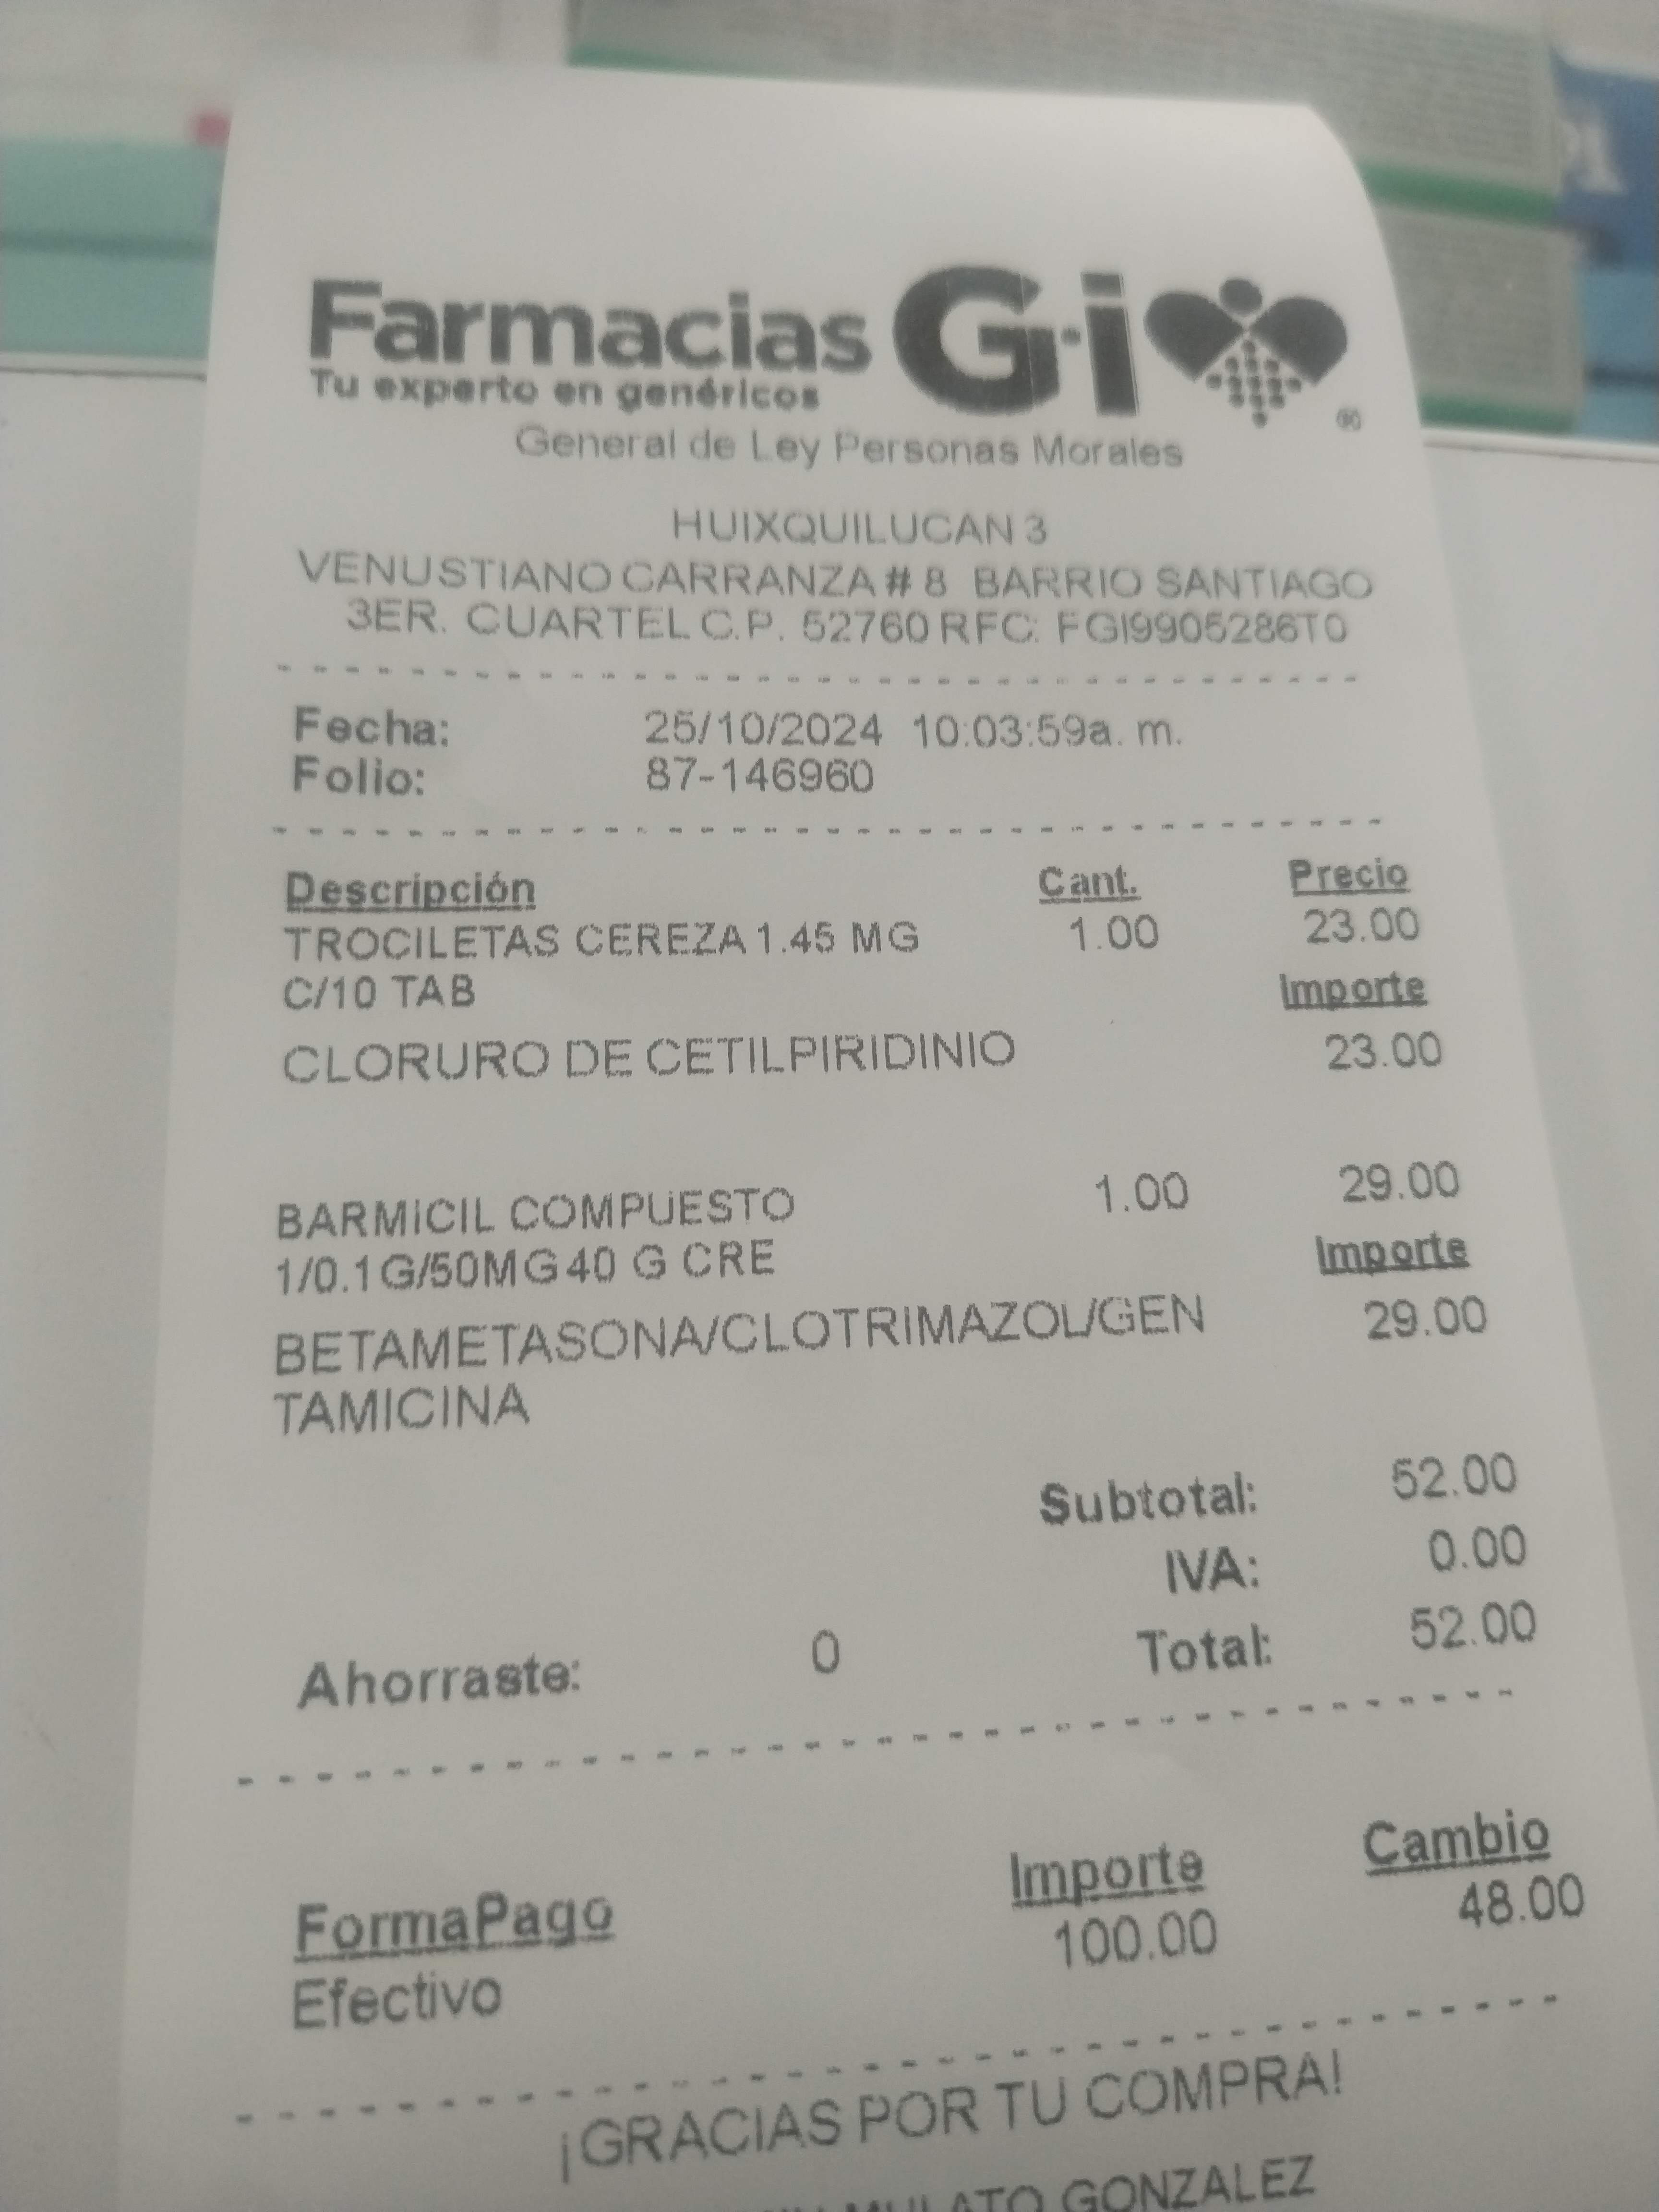 Farmacias G·i
Tu experto en genéricos
®
General de Ley Personas Morales
HUIXQUILUCAN 3
VENUSTIANO CARRANZA # 8 BARRIO SANTIAGO
3ER. CUARTEL C.P. 52760 RFC: FGI9905286T0
Fecha: 25/10/2024 10:03:59a. m.
Folio: 87-146960
Descripción Cant. Precio
TROCILETAS CEREZA 1.45 MG 1.00 23.00
C/10 TAB Importe
CLORURO DE CETILPIRIDINIO 23.00
BARMICIL COMPUESTO 1.00 29.00
1/0.1G/50MG 40 G CRE Importe
BETAMETASONA/CLOTRIMAZOL/GEN 29.00
TAMICINA
Subtotal: 52.00
IVA: 0.00
Ahorraste: 0 Total: 52.00
FormaPago Importe Cambio
Efectivo 100.00 48.00
¡GRACIAS POR TU COMPRA!
MULATO GONZALEZ